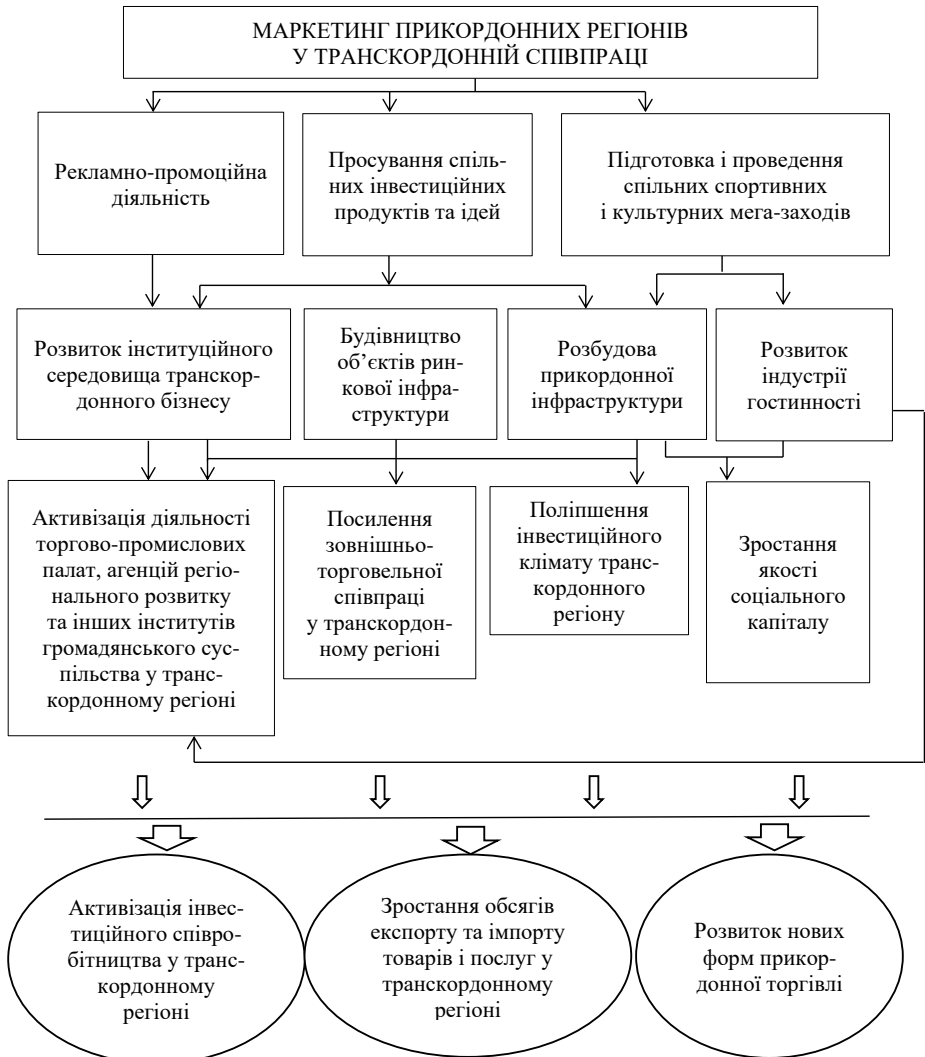 МАРКЕТИНГ ПРИКОРДОННИХ РЕГІОНІВ
У ТРАНСКОРДОННІЙ СПІВПРАЦІ
Рекламно-промоційна
діяльність
Просування спіль-
них інвестиційних
продуктів та ідей
Підготовка і проведення
спільних спортивних
і культурних мега-заходів
Розвиток інституційного
середовища транскор-
донного бізнесу
Будівництво
об’єктів рин-
кової інфра-
структури
Розбудова
прикордонної
інфраструктури
Розвиток
індустрії
гостинності
Активізація діяльності
торгово-промислових
палат, агенцій регіо-
нального розвитку
та інших інститутів
громадянського сус-
пільства у транс-
кордонному регіоні
Посилення
зовнішньо-
торговельної
співпраці
у транскордон-
ному регіоні
Поліпшення
інвестиційного
клімату транс-
кордонного
регіону
Зростання
якості
соціального
капіталу
Активізація інвес-
тиційного співро-
бітництва у транс-
кордонному
регіоні
Зростання обсягів
експорту та імпорту
товарів і послуг у
транскордонному
регіоні
Розвиток нових
форм прикор-
донної торгівлі